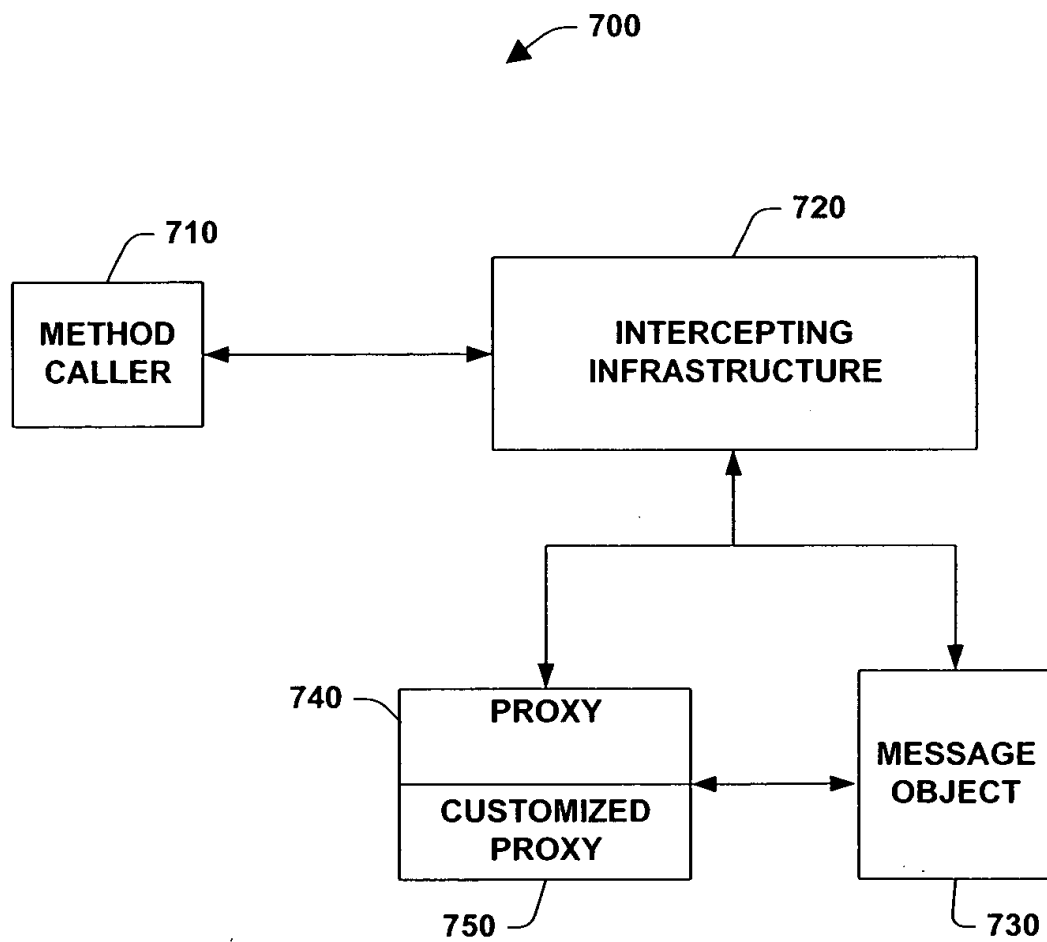 700
710
720
METHOD
CALLER
INTERCEPTING
INFRASTRUCTURE
740
PROXY
CUSTOMIZED
PROXY
MESSAGE
OBJECT
750
730